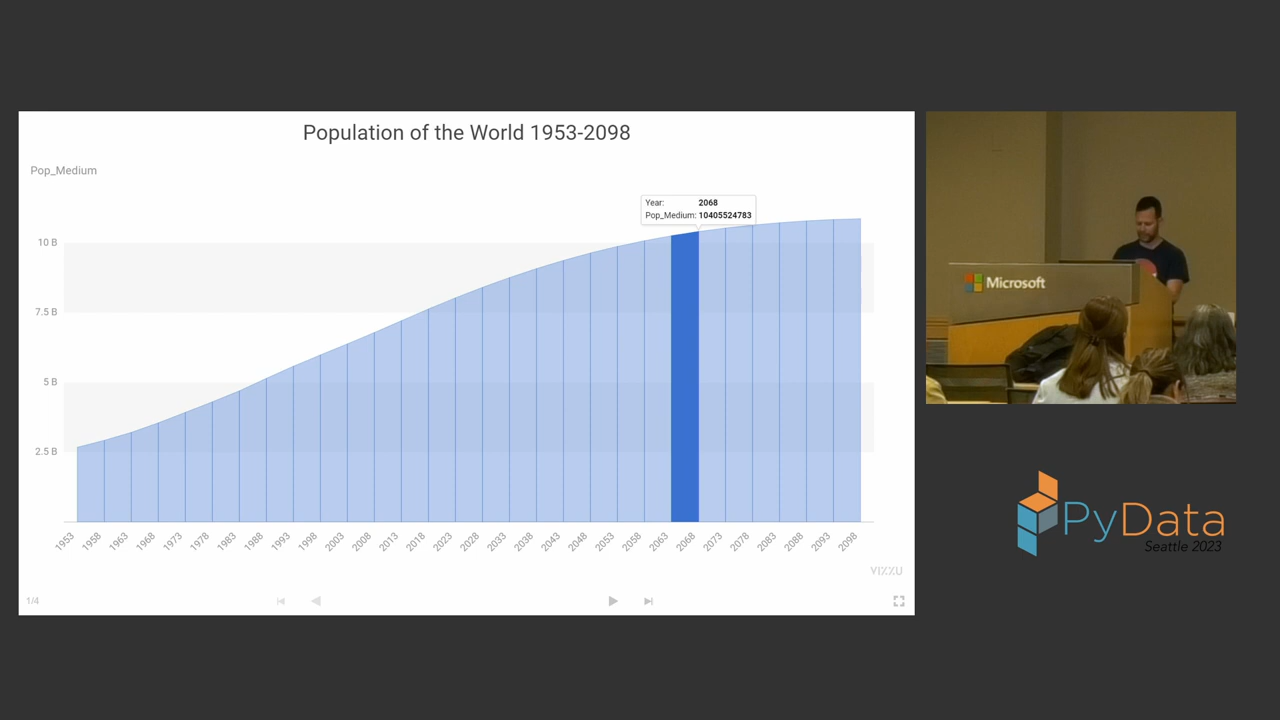 Population of the World 1953-2098
Pop_Medium
Year: 2068
Pop_Medium: 10405524783
10 B
7.5 B
5 B
2.5 B
1953 1958 1963 1968 1973 1978 1983 1988 1993 1998 2003 2008 2013 2018 2023 2028 2033 2038 2043 2048 2053 2058 2063 2068 2073 2078 2083 2088 2093 2098
VIZZU
1/4
Microsoft
PyData
Seattle 2023